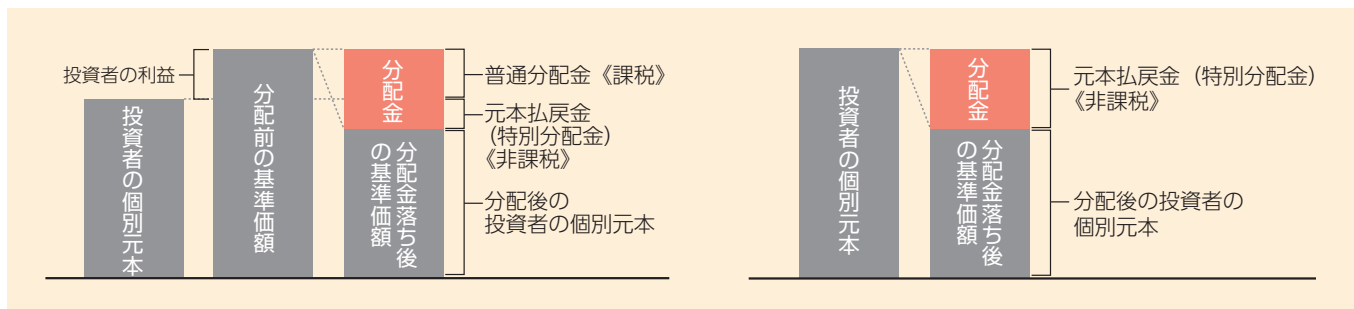 投資者の利益
投資者の個別元本
分配前の基準価額
分配金
分配金落ち後
の基準価額
普通分配金《課税》
元本払戻金
(特別分配金)
《非課税》
分配後の
投資者の個別元本
投資者の個別元本
分配金
分配金落ち後
の基準価額
元本払戻金(特別分配金)
《非課税》
分配後の投資者の
個別元本